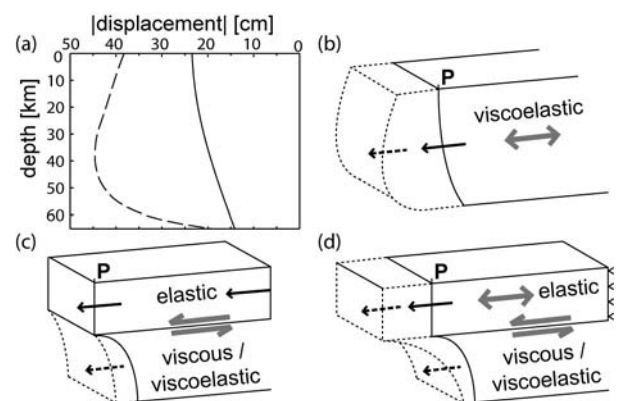 (a) |displacement| [cm]
50 40 30 20 10 0
depth [km]
0
10
20
30
40
50
60
(b)
P
viscoelastic
(c)
P
elastic
viscous /
viscoelastic
(d)
P
elastic
viscous /
viscoelastic